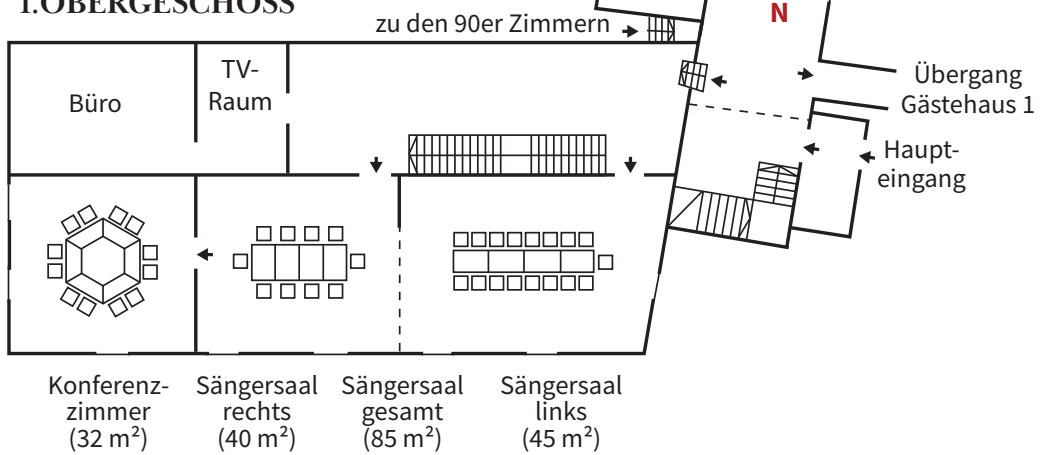 1.OBERGESCHOSS
N
zu den 90er Zimmern
Büro
TV-
Raum
Übergang
Gästehaus 1
Haupt-
eingang
Konferenz-
zimmer
(32 m²)
Sängersaal
rechts
(40 m²)
Sängersaal
gesamt
(85 m²)
Sängersaal
links
(45 m²)